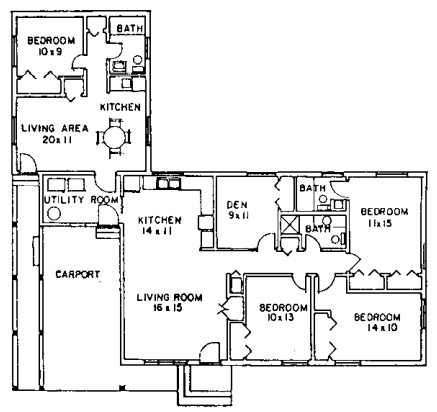 BEDROOM
10 x 9
BATH
KITCHEN
LIVING AREA
20 x 11
UTILITY ROOM
KITCHEN
14 x 11
DEN
9 x 11
BATH
BATH
BEDROOM
11 x 15
CARPORT
LIVING ROOM
16 x 15
BEDROOM
10 x 13
BEDROOM
14 x 10